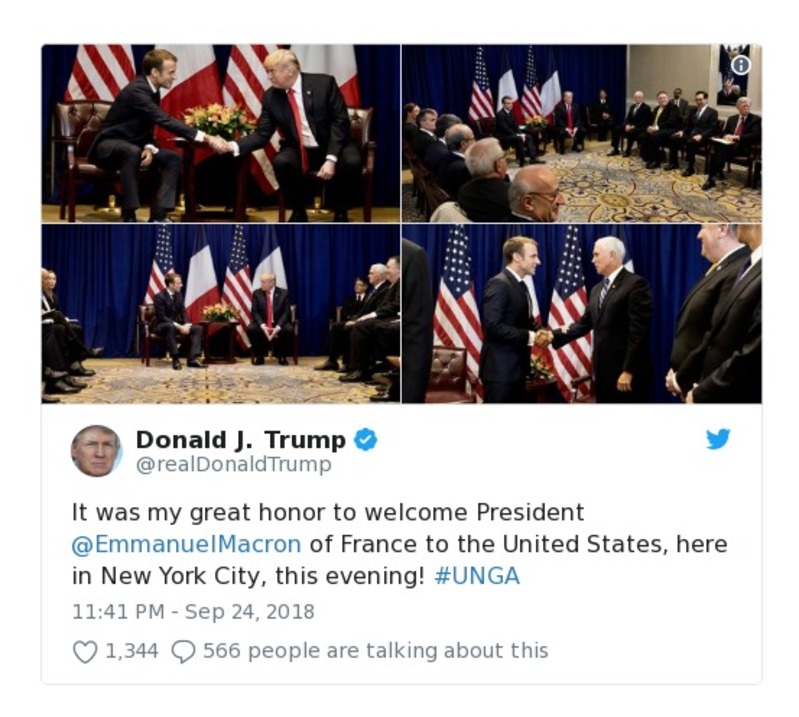 Donald J. Trump
@realDonaldTrump
It was my great honor to welcome President
@EmmanuelMacron of France to the United States, here
in New York City, this evening! #UNGA
11:41 PM - Sep 24, 2018
1,344 566 people are talking about this